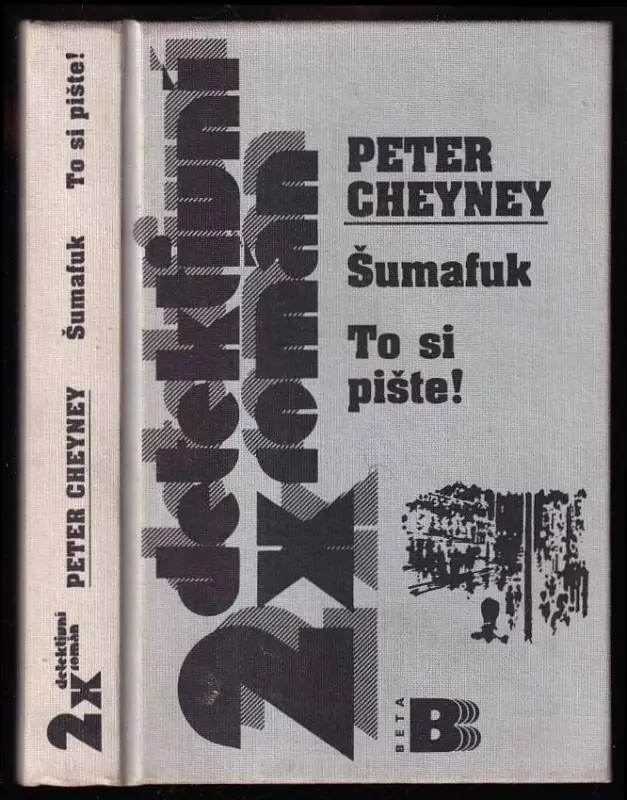 2x detektivní
román
PETER CHEYNEY
Šumafuk
To si pište!
2x
detektivní
román
PETER
CHEYNEY
Šumafuk
To si
pište!
BETA
B